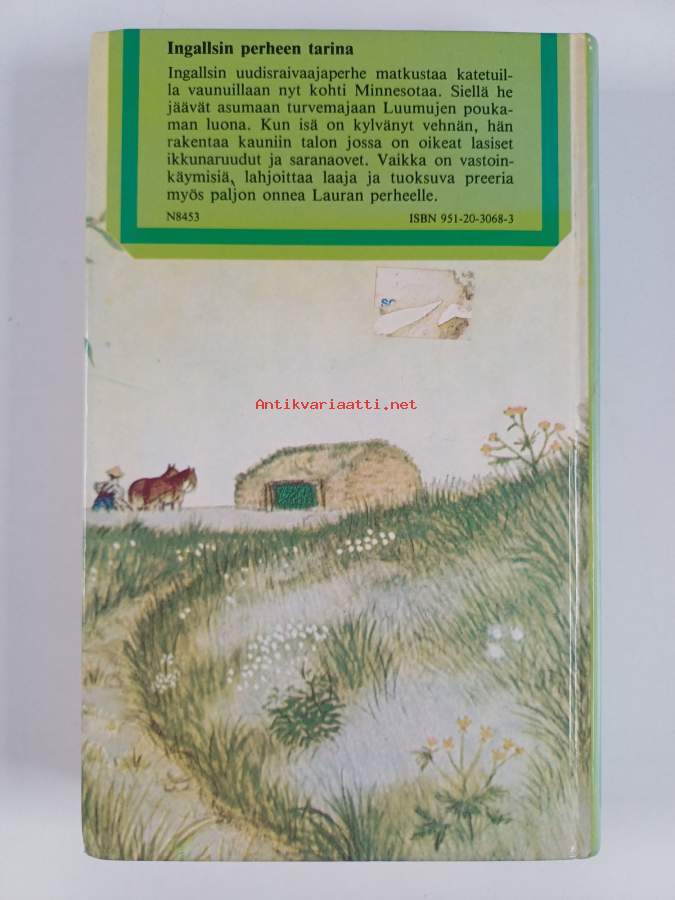 Ingallsin perheen tarina
Ingallsin uudisraivaajaperhe matkustaa katetuil-
la vaunuillaan nyt kohti Minnesotaa. Siellä he
jäävät asumaan turvemajaan Luumujen pouka-
man luona. Kun isä on kylvänyt vehnän, hän
rakentaa kauniin talon jossa on oikeat lasiset
ikkunaruudut ja saranaovet. Vaikka on vastoin-
käymisiä, lahjoittaa laaja ja tuoksuva preeria
myös paljon onnea Lauran perheelle.
N8453 ISBN 951-20-3068-3
Antikvariaatti.net